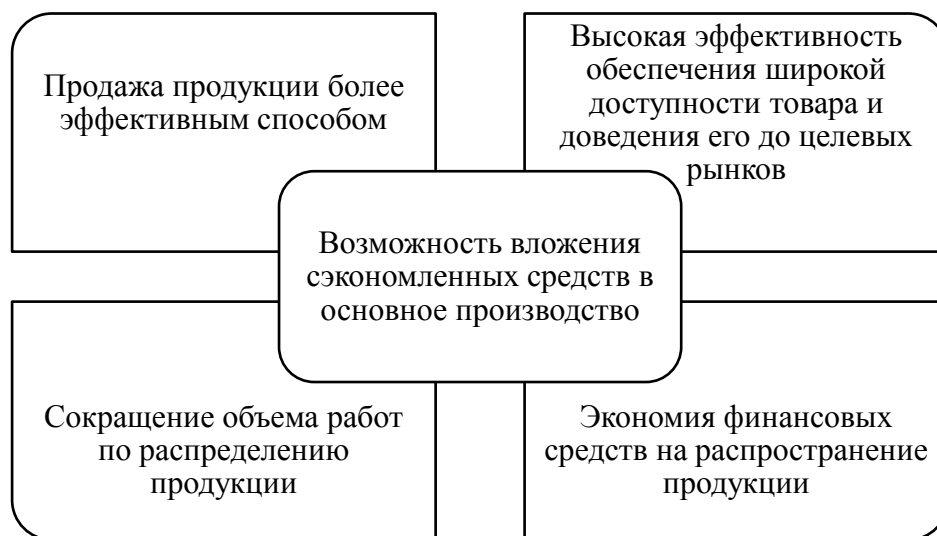 Продажа продукции более
эффективным способом
Высокая эффективность
обеспечения широкой
доступности товара и
доведения его до целевых
рынков
Возможность вложения
сэкономленных средств в
основное производство
Сокращение объема работ
по распределению
продукции
Экономия финансовых
средств на распространение
продукции